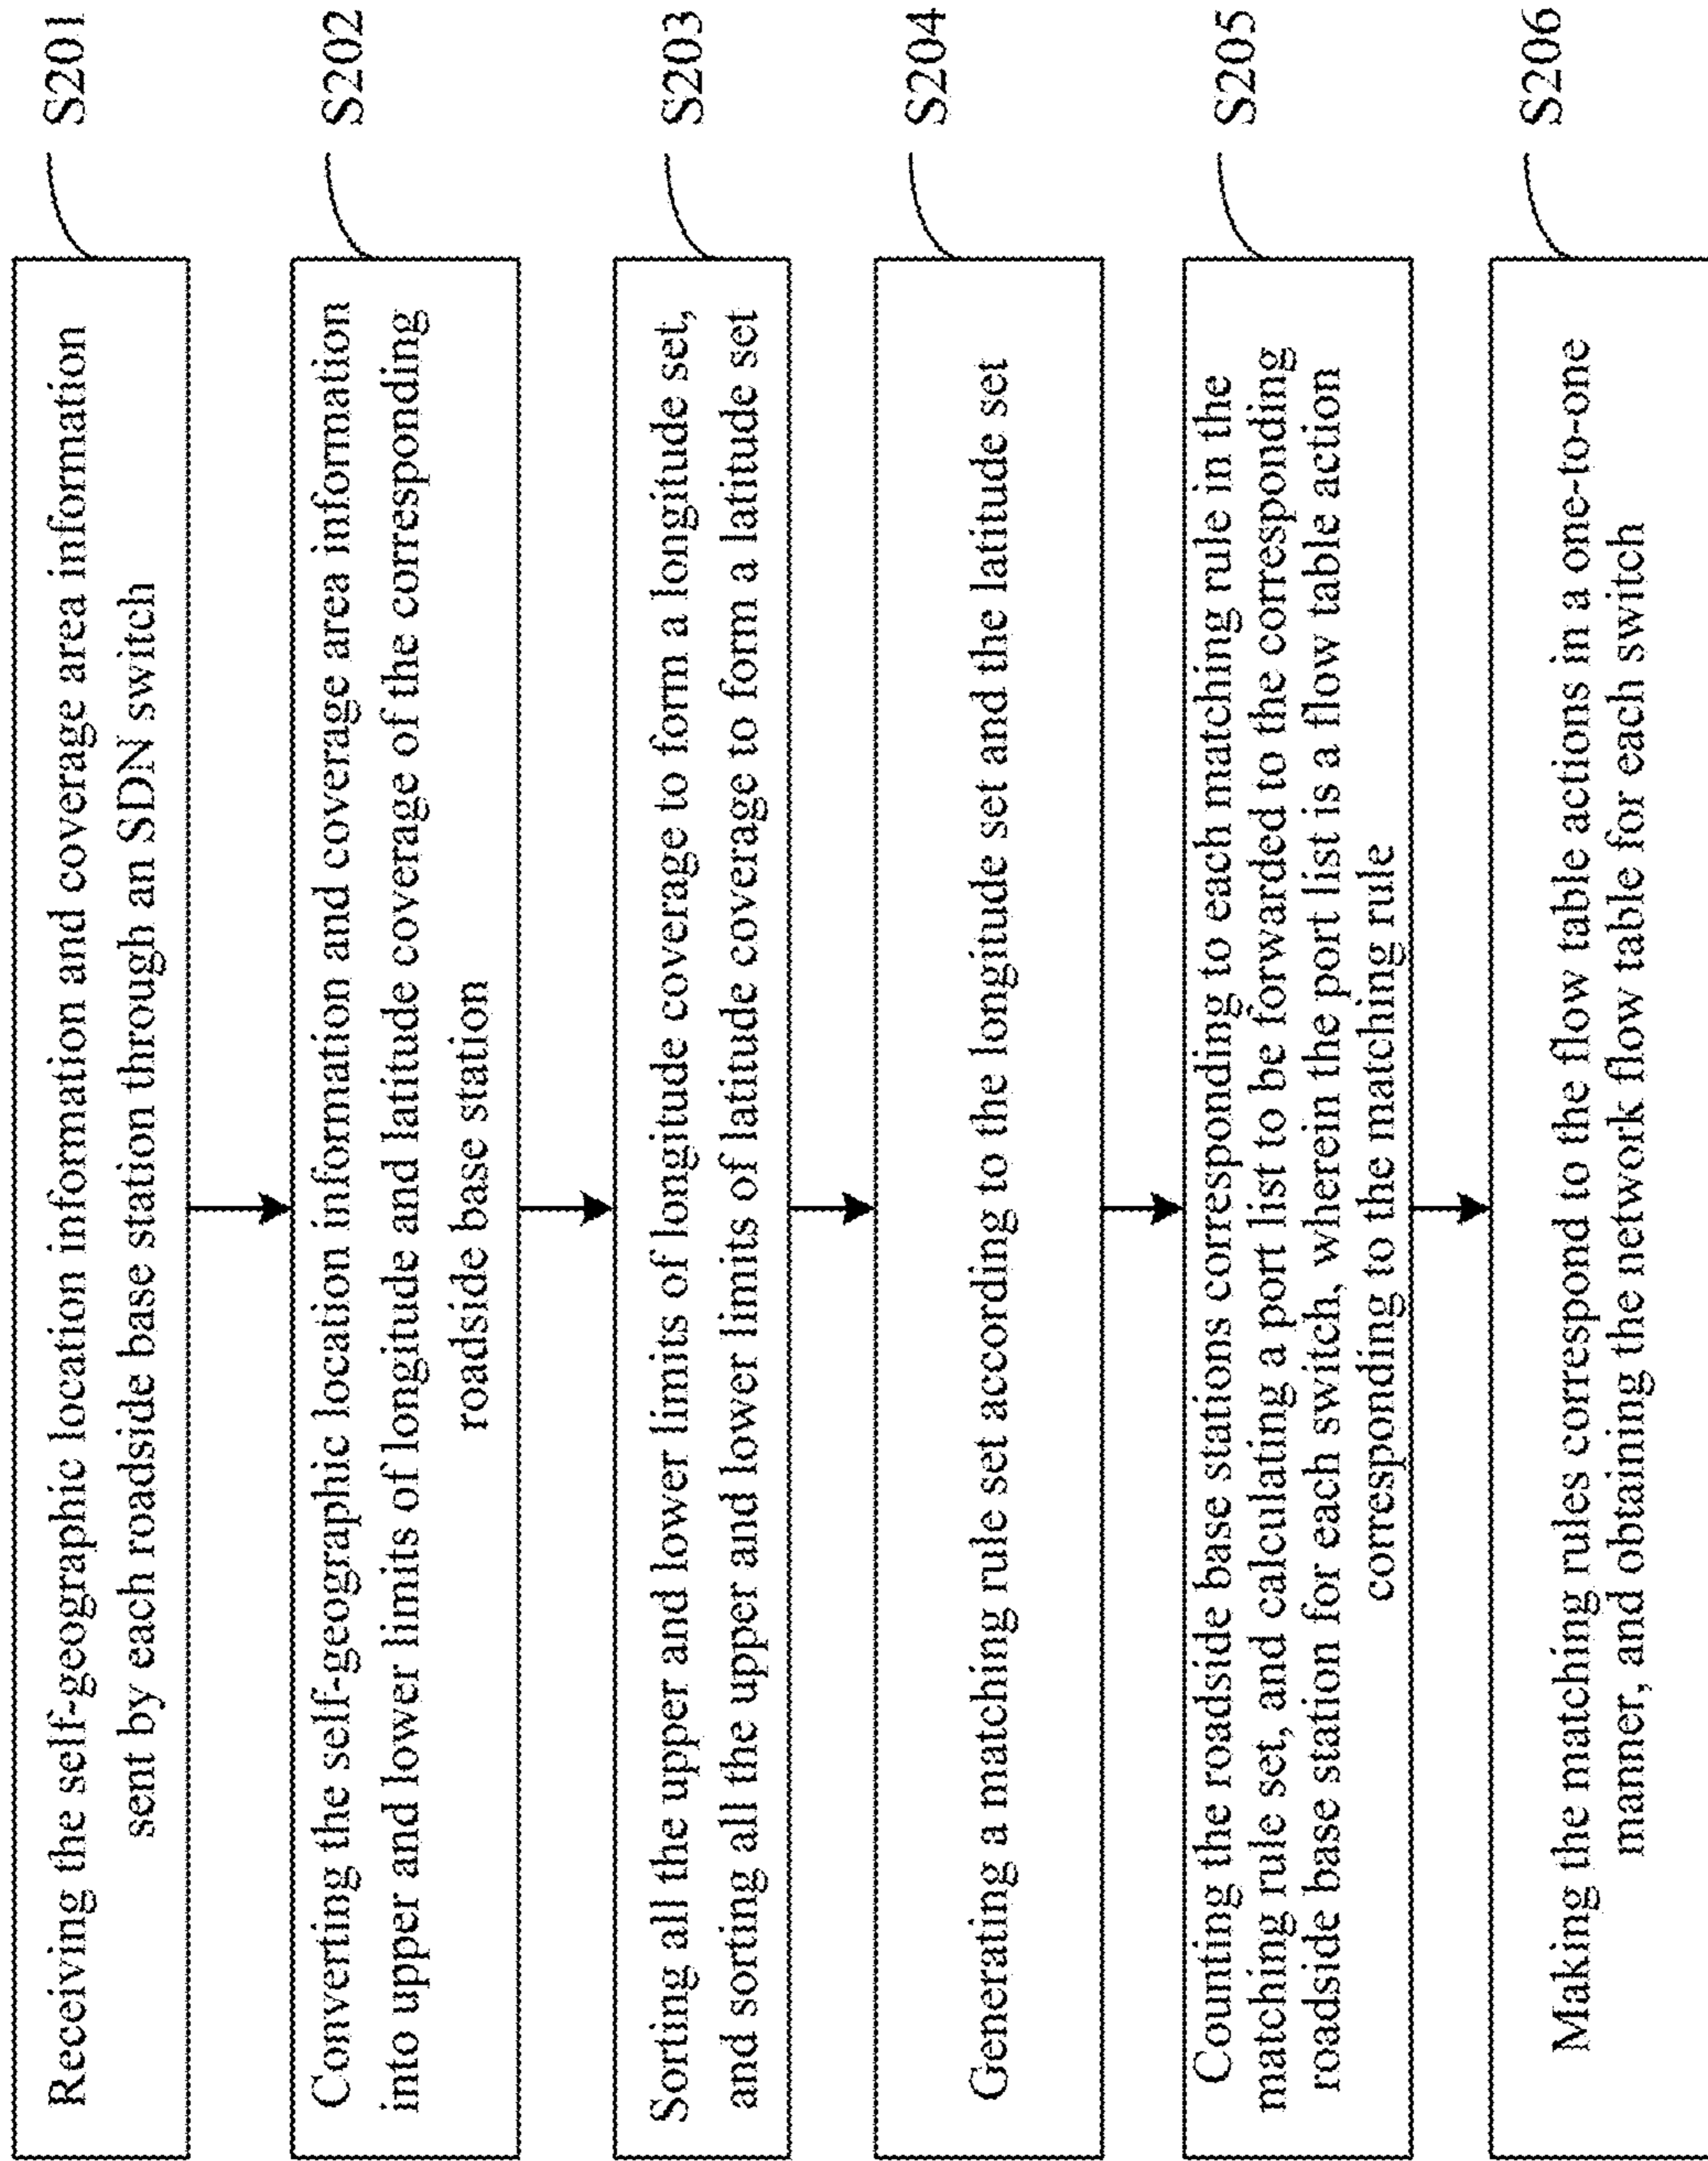 Receiving the self-geographic location information and coverage area information
sent by each roadside base station through an SDN switch
S201
Converting the self-geographic location information and coverage area information
into upper and lower limits of longitude and latitude coverage of the corresponding
roadside base station
S202
Sorting all the upper and lower limits of longitude coverage to form a longitude set,
and sorting all the upper and lower limits of latitude coverage to form a latitude set
S203
Generating a matching rule set according to the longitude set and the latitude set
S204
Counting the roadside base stations corresponding to each matching rule in the
matching rule set, and calculating a port list to be forwarded to the corresponding
roadside base station for each switch, wherein the port list is a flow table action
corresponding to the matching rule
S205
Making the matching rules correspond to the flow table actions in a one-to-one
manner, and obtaining the network flow table for each switch
S206